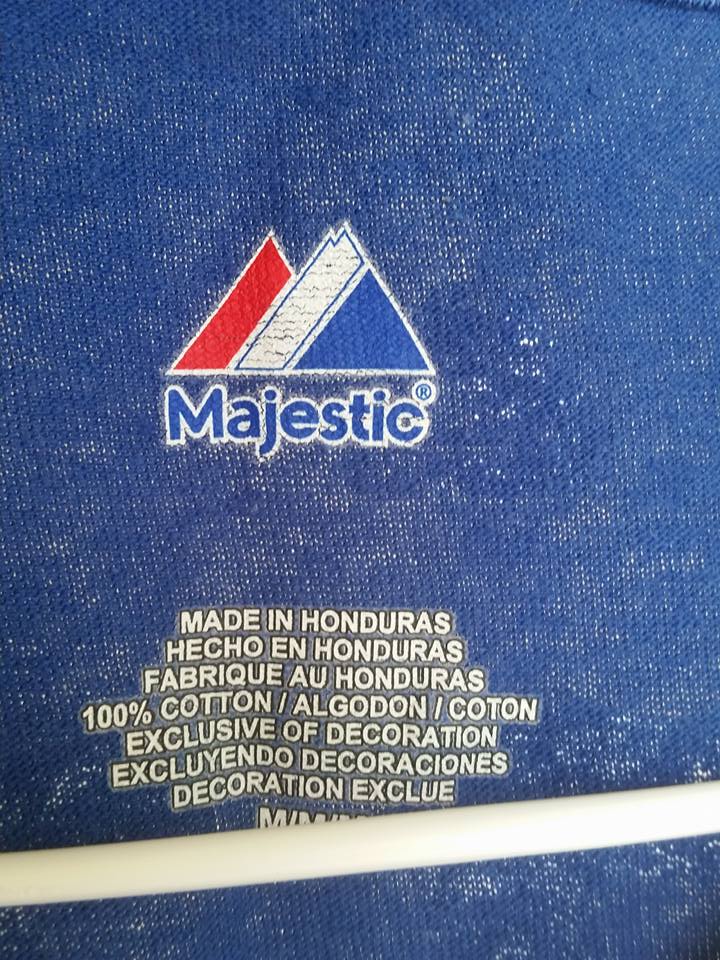 Majestic®
MADE IN HONDURAS
HECHO EN HONDURAS
FABRIQUE AU HONDURAS
100% COTTON / ALGODON / COTON
EXCLUSIVE OF DECORATION
EXCLUYENDO DECORACIONES
DECORATION EXCLUE
M/M/M